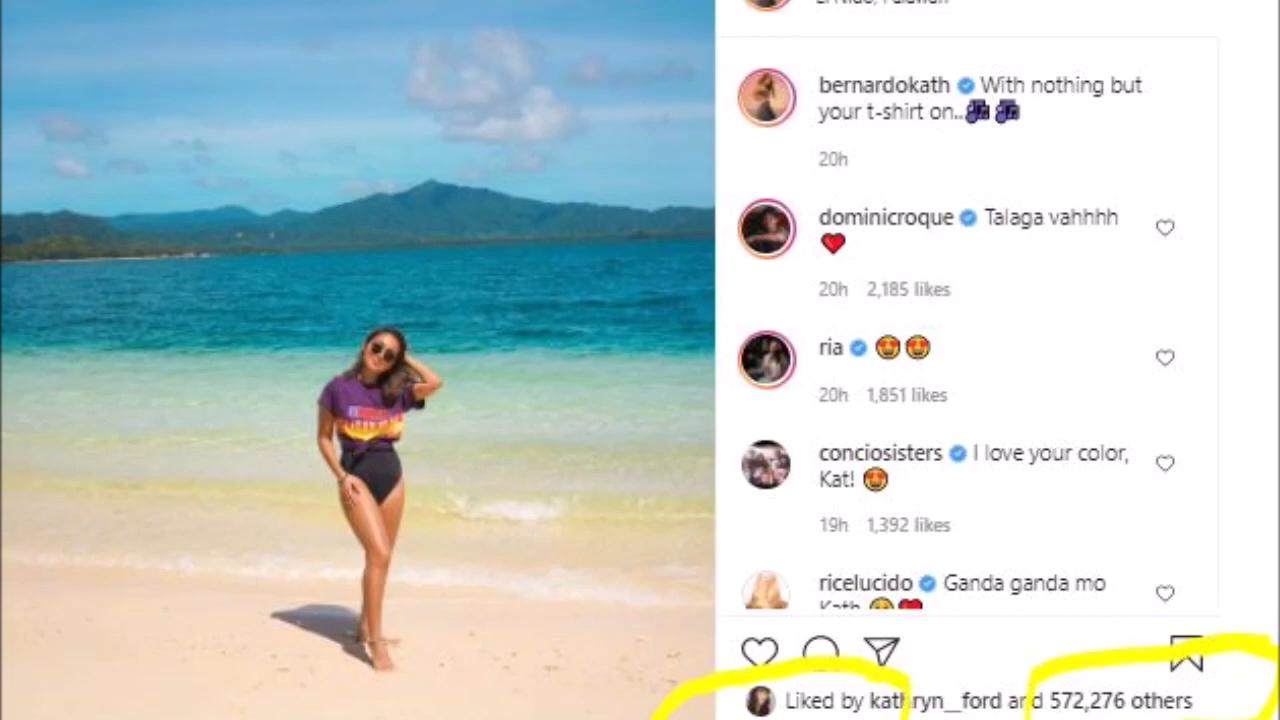 bernardokath With nothing but
your t-shirt on..
20h
dominicroque Talaga vahhhh
20h 2,185 likes
ria
20h 1,851 likes
conciosisters I love your color,
Kat!
19h 1,392 likes
ricelucido Ganda ganda mo
Kath
Liked by kathryn_ford and 572,276 others